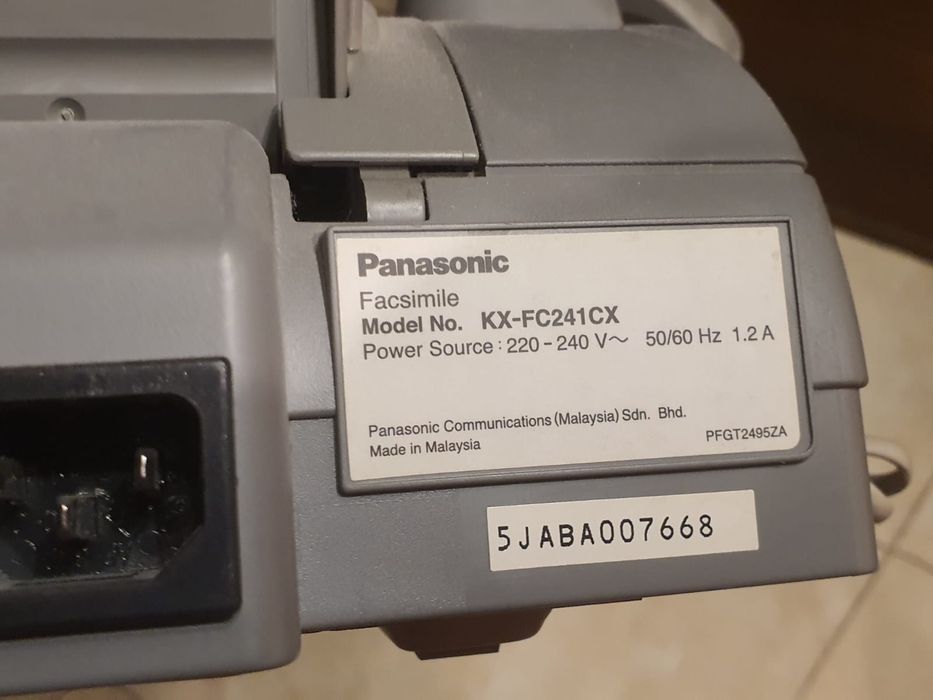 Panasonic
Facsimile
Model No. KX-FC241CX
Power Source : 220 - 240 V～ 50/60 Hz 1.2 A
Panasonic Communications (Malaysia) Sdn. Bhd.
Made in Malaysia
PFGT2495ZA
5JABA007668